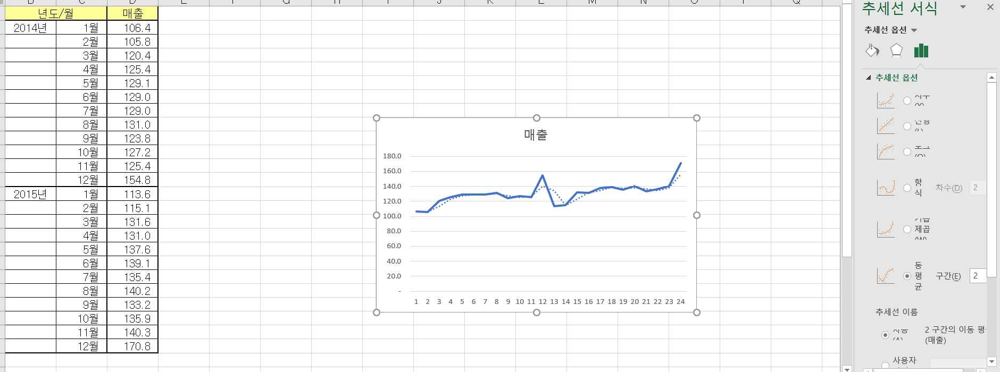 년도/월 매출
2014년 1월 106.4
2월 105.8
3월 120.4
4월 125.4
5월 129.1
6월 129.0
7월 129.0
8월 131.0
9월 123.8
10월 127.2
11월 125.4
12월 154.8
2015년 1월 113.6
2월 115.1
3월 131.6
4월 131.0
5월 137.6
6월 139.1
7월 135.4
8월 140.2
9월 133.2
10월 135.9
11월 140.3
12월 170.8
매출
180.0
160.0
140.0
120.0
100.0
80.0
60.0
40.0
20.0
-
1 2 3 4 5 6 7 8 9 10 11 12 13 14 15 16 17 18 19 20 21 22 23 24
추세선 서식
추세선 옵션
추세선 옵션
항
식
차수(D) 2
제곱
동
평
균
구간(E) 2
추세선 이름
2 구간의 이동 평
(매출)
사용자